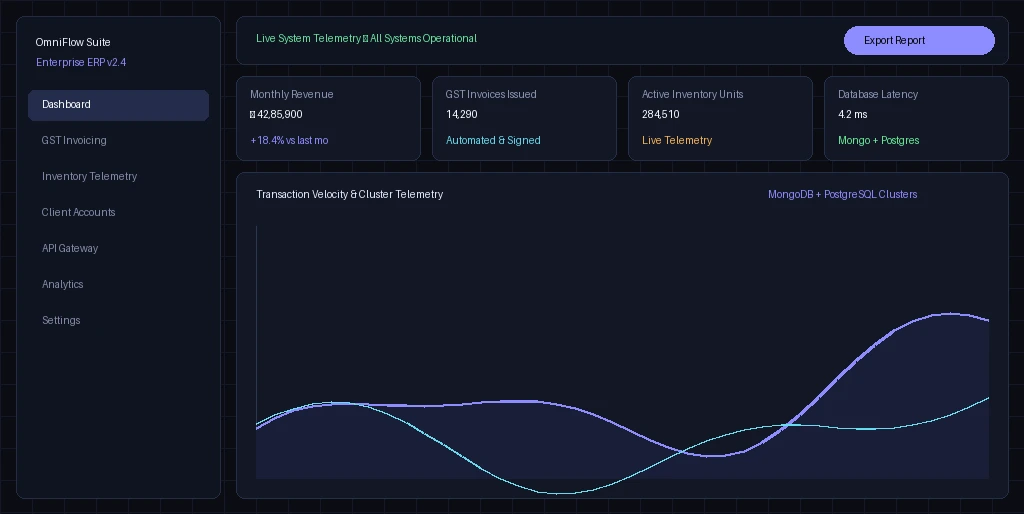 OmniFlow Suite
Enterprise ERP v2.4
Dashboard
GST Invoicing
Inventory Telemetry
Client Accounts
API Gateway
Analytics
Settings
Live System Telemetry All Systems Operational
Export Report
Monthly Revenue
42,85,900
+18.4% vs last mo
GST Invoices Issued
14,290
Automated & Signed
Active Inventory Units
284,510
Live Telemetry
Database Latency
4.2 ms
Mongo + Postgres
Transaction Velocity & Cluster Telemetry
MongoDB + PostgreSQL Clusters